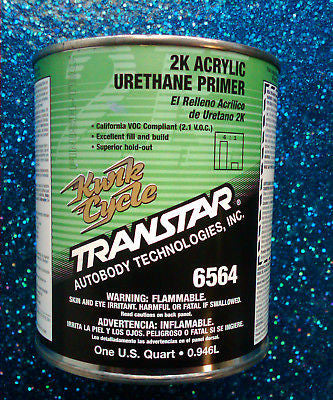 2K ACRYLIC
URETHANE PRIMER
El Relleno Acrílico
de Uretano 2K
• California VOC Compliant (2.1 V.O.C.)
• Excellent fill and build
• Superior hold-out
Kwik
Cycle
TRANSTAR®
AUTOBODY TECHNOLOGIES, INC.
6564
WARNING: FLAMMABLE.
SKIN AND EYE IRRITANT. HARMFUL OR FATAL IF SWALLOWED.
Read cautions on back panel.
ADVERTENCIA: INFLAMABLE.
IRRITA LA PIEL Y LOS OJOS. PELIGROSO O FATAL SI SE INGIERE.
Los detalladamente las advertencias en el panel dorsal.
One U.S. Quart • 0.946L